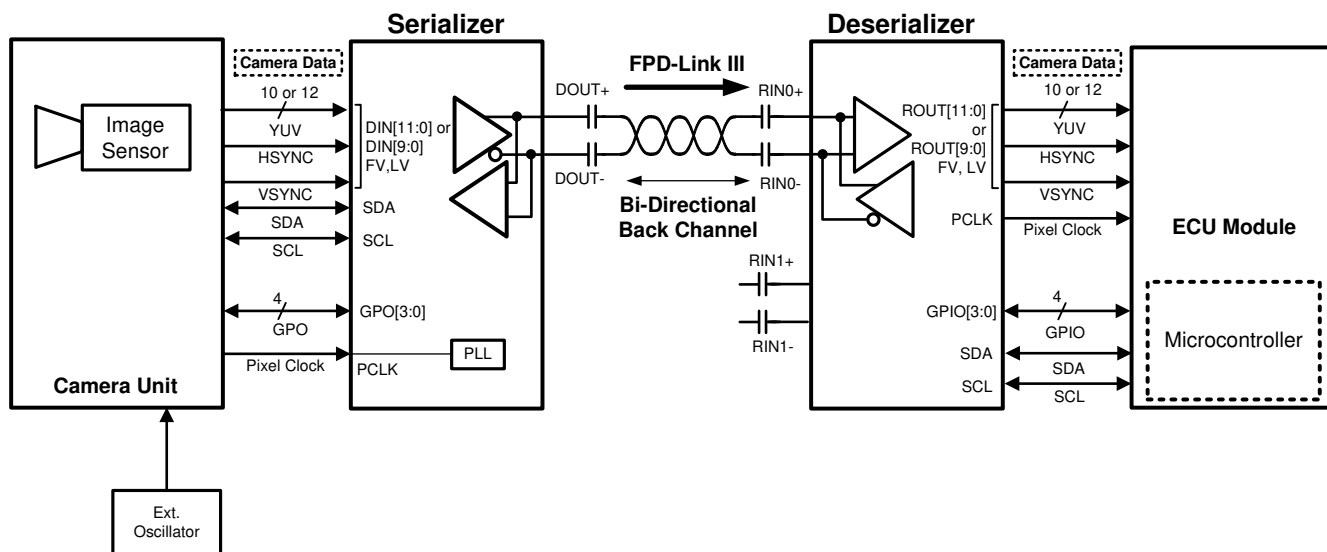 Serializer
Deserializer
Camera Data
FPD-Link III
Camera Data
10 or 12
YUV
HSYNC
VSYNC
SDA
SCL
4
GPO
Pixel Clock
Image
Sensor
Camera Unit
Ext.
Oscillator
DIN[11:0] or
DIN[9:0]
FV,LV
SDA
SCL
GPO[3:0]
PCLK
PLL
DOUT+
DOUT-
RIN0+
RIN0-
Bi-Directional
Back Channel
RIN1+
RIN1-
ROUT[11:0]
or
ROUT[9:0]
FV, LV
PCLK
GPIO[3:0]
SDA
SCL
10 or 12
YUV
HSYNC
VSYNC
Pixel Clock
4
GPIO
SDA
SCL
ECU Module
Microcontroller